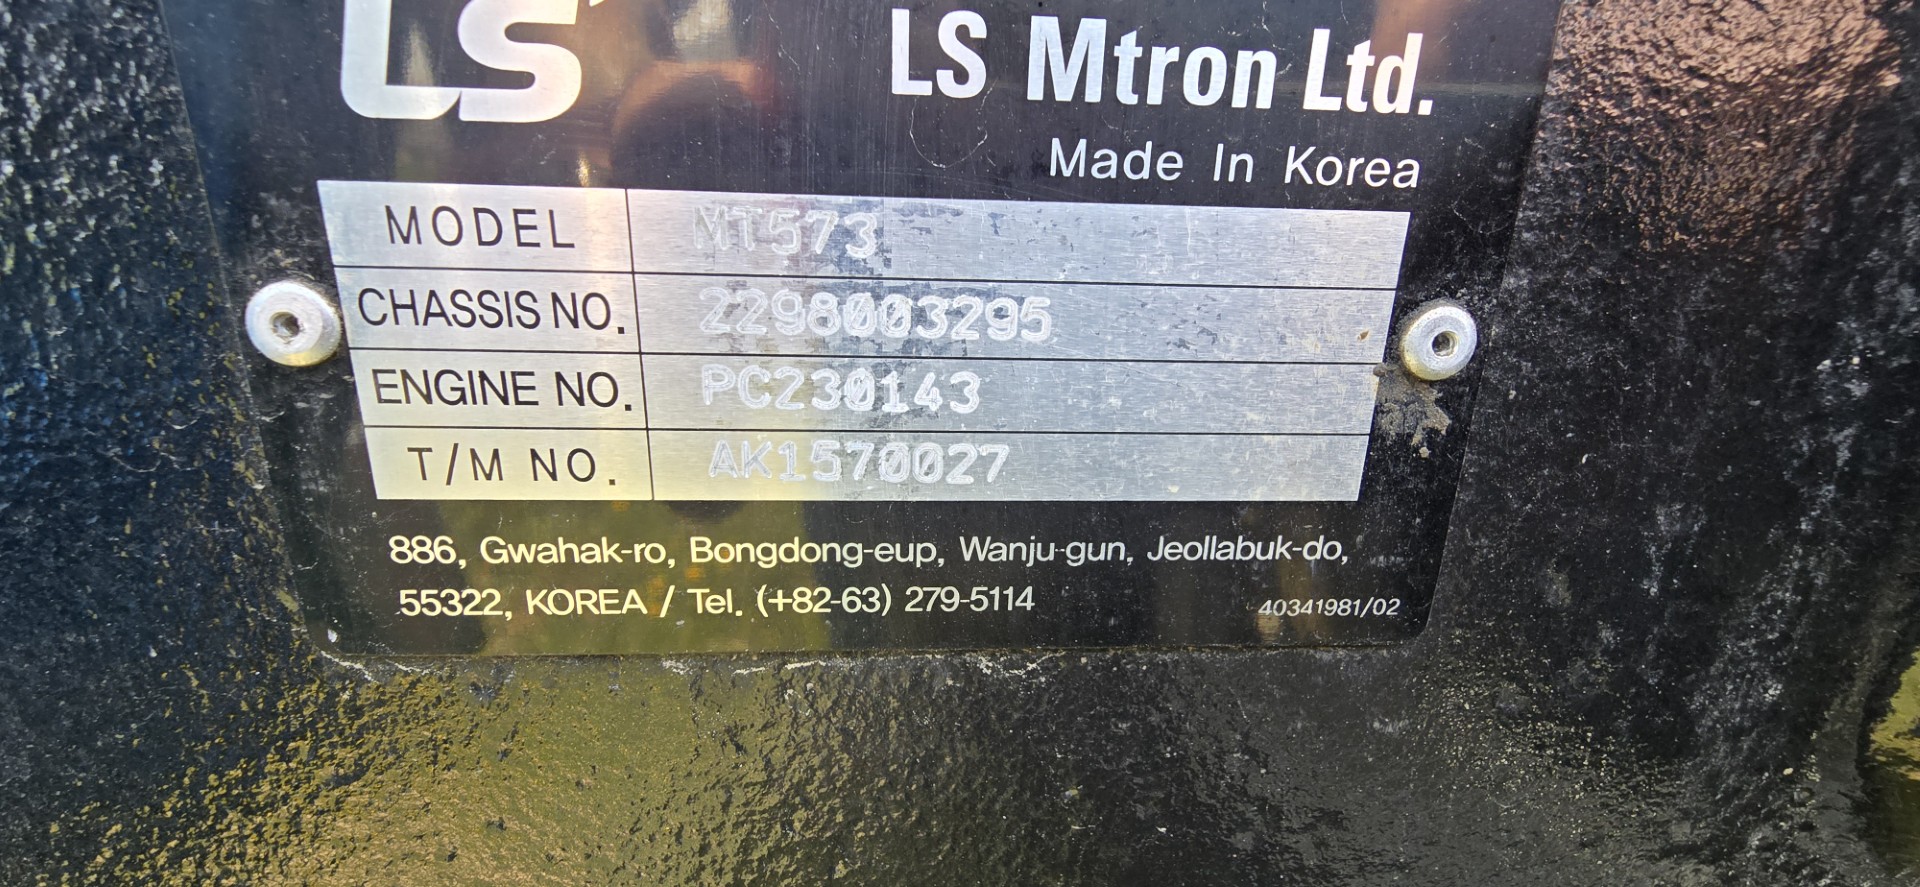 LS
LS Mtron Ltd.
Made In Korea
MODEL MT573
CHASSIS NO. 2298003295
ENGINE NO. PC230143
T/M NO. AK1570027
886, Gwahak-ro, Bongdong-eup, Wanju-gun, Jeollabuk-do,
55322, KOREA / Tel. (+82-63) 279-5114
40341981/02